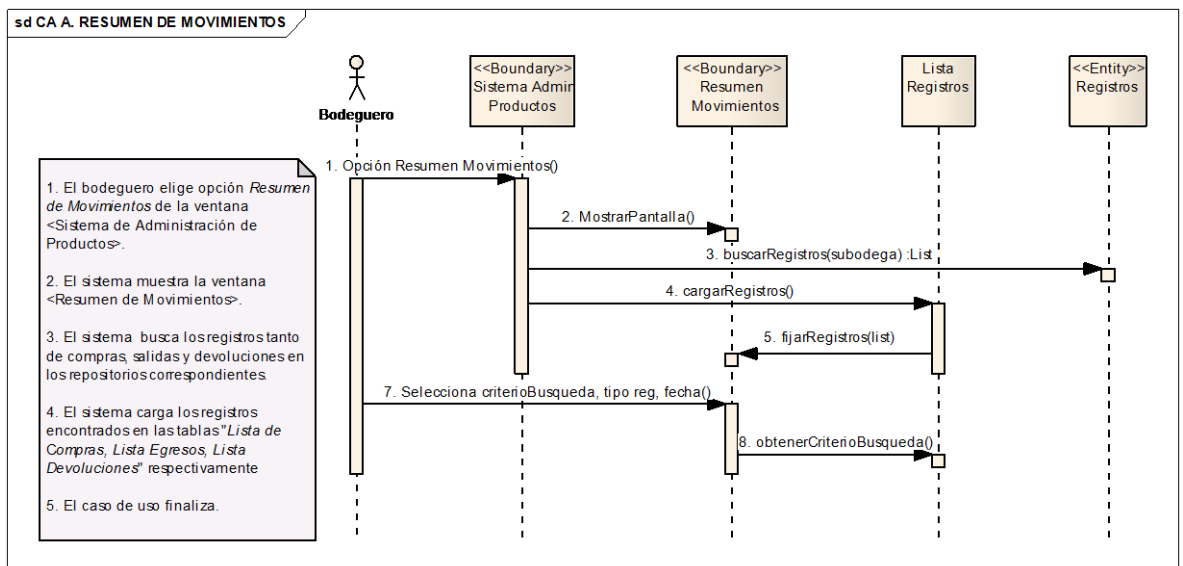 sd CA A. RESUMEN DE MOVIMIENTOS
Bodeguero
<<Boundary>>
Sistema Admin
Productos
<<Boundary>>
Resumen
Movimientos
Lista
Registros
<<Entity>>
Registros
1. El bodeguero elige opción Resumen
de Movimientos de la ventana
<Sistema de Administración de
Productos>.
2. El sistema muestra la ventana
<Resumen de Movimientos>.
3. El sistema busca los registros tanto
de compras, salidas y devoluciones en
los repositorios correspondientes.
4. El sistema carga los registros
encontrados en las tablas "Lista de
Compras, Lista Egresos, Lista
Devoluciones" respectivamente
5. El caso de uso finaliza.
1. Opción Resumen Movimientos()
2. MostrarPantalla()
3. buscarRegistros(subodega) :List
4. cargarRegistros()
5. fijarRegistros(list)
7. Selecciona criterioBusqueda, tipo reg, fecha()
8. obtenerCriterioBusqueda()